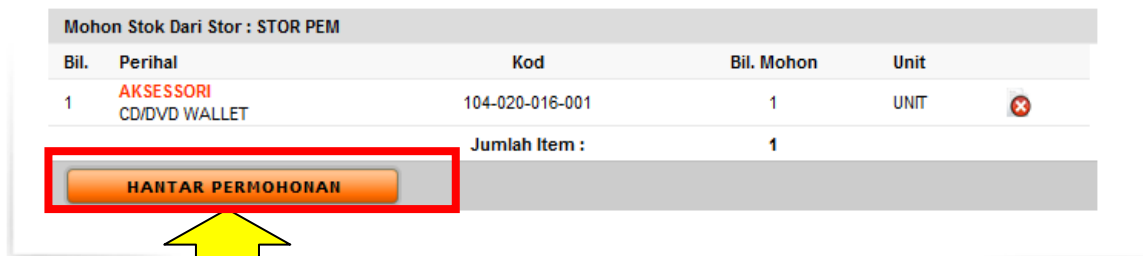 Mohon Stok Dari Stor : STOR PEM
Bil. Perihal Kod Bil. Mohon Unit
1 AKSESSORI CD/DVD WALLET 104-020-016-001 1 UNIT
Jumlah Item : 1
HANTAR PERMOHONAN